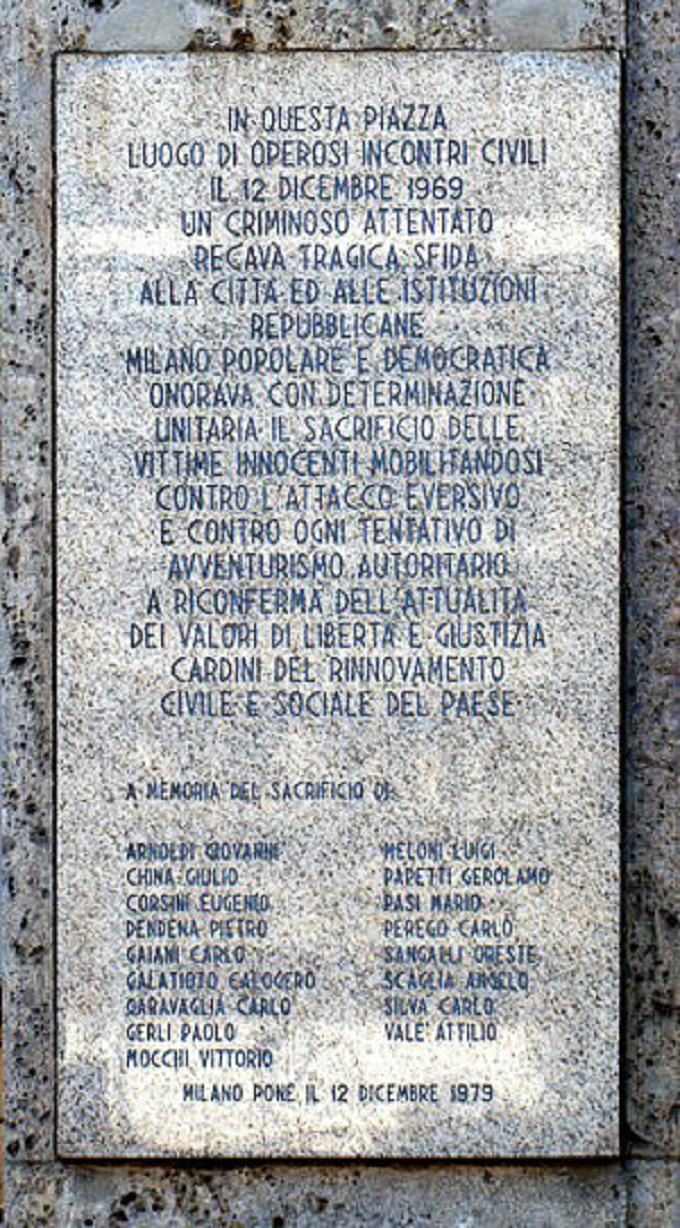 IN QUESTA PIAZZA
LUOGO DI OPEROSI INCONTRI CIVILI
IL 12 DICEMBRE 1969
UN CRIMINOSO ATTENTATO
RECAVA TRAGICA SFIDA
ALLA CITTA ED ALLE ISTITUZIONI
REPUBBLICANE
MILANO POPOLARE E DEMOCRATICA
ONORAVA CON DETERMINAZIONE
UNITARIA IL SACRIFICIO DELLE
VITTIME INNOCENTI MOBILITANDOSI
CONTRO L'ATTACCO EVERSIVO
E CONTRO OGNI TENTATIVO DI
AVVENTURISMO AUTORITARIO
A RICONFERMA DELL'ATTUALITA
DEI VALORI DI LIBERTA E GIUSTIZIA
CARDINI DEL RINNOVAMENTO
CIVILE E SOCIALE DEL PAESE
A MEMORIA DEL SACRIFICIO DI:
ARNOLDI GIOVANNI
CHINA GIULIO
CORSINI EUGENIO
DENDENA PIETRO
GAIANI CARLO
GALATIOTO CALOGERO
GARAVAGLIA CARLO
GERLI PAOLO
MOCCHI VITTORIO
MELONI LUIGI
PAPETTI GEROLAMO
PASI MARIO
PEREGO CARLO
SANGALLI ORESTE
SCAGLIA ANGELO
SILVA CARLO
VALE' ATTILIO
MILANO PONE IL 12 DICEMBRE 1979